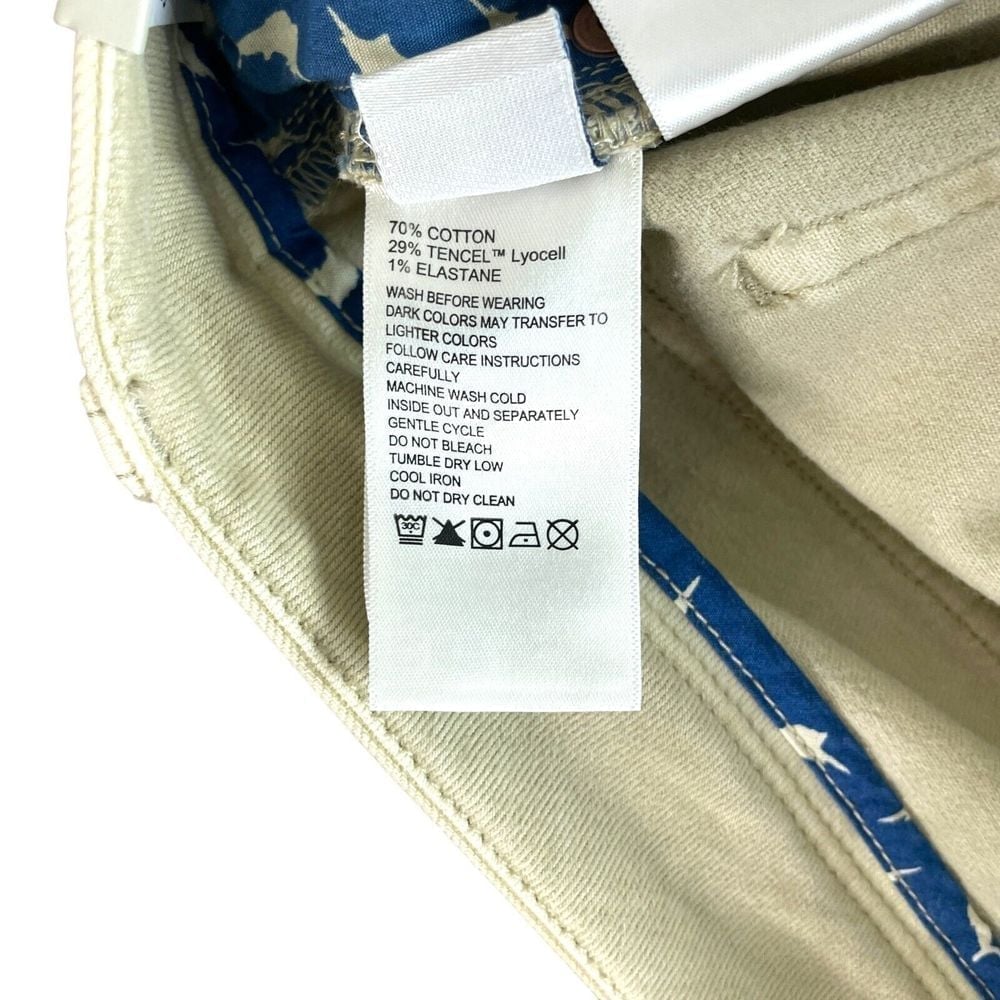 70% COTTON
29% TENCEL™ Lyocell
1% ELASTANE
WASH BEFORE WEARING
DARK COLORS MAY TRANSFER TO
LIGHTER COLORS
FOLLOW CARE INSTRUCTIONS
CAREFULLY
MACHINE WASH COLD
INSIDE OUT AND SEPARATELY
GENTLE CYCLE
DO NOT BLEACH
TUMBLE DRY LOW
COOL IRON
DO NOT DRY CLEAN
30C